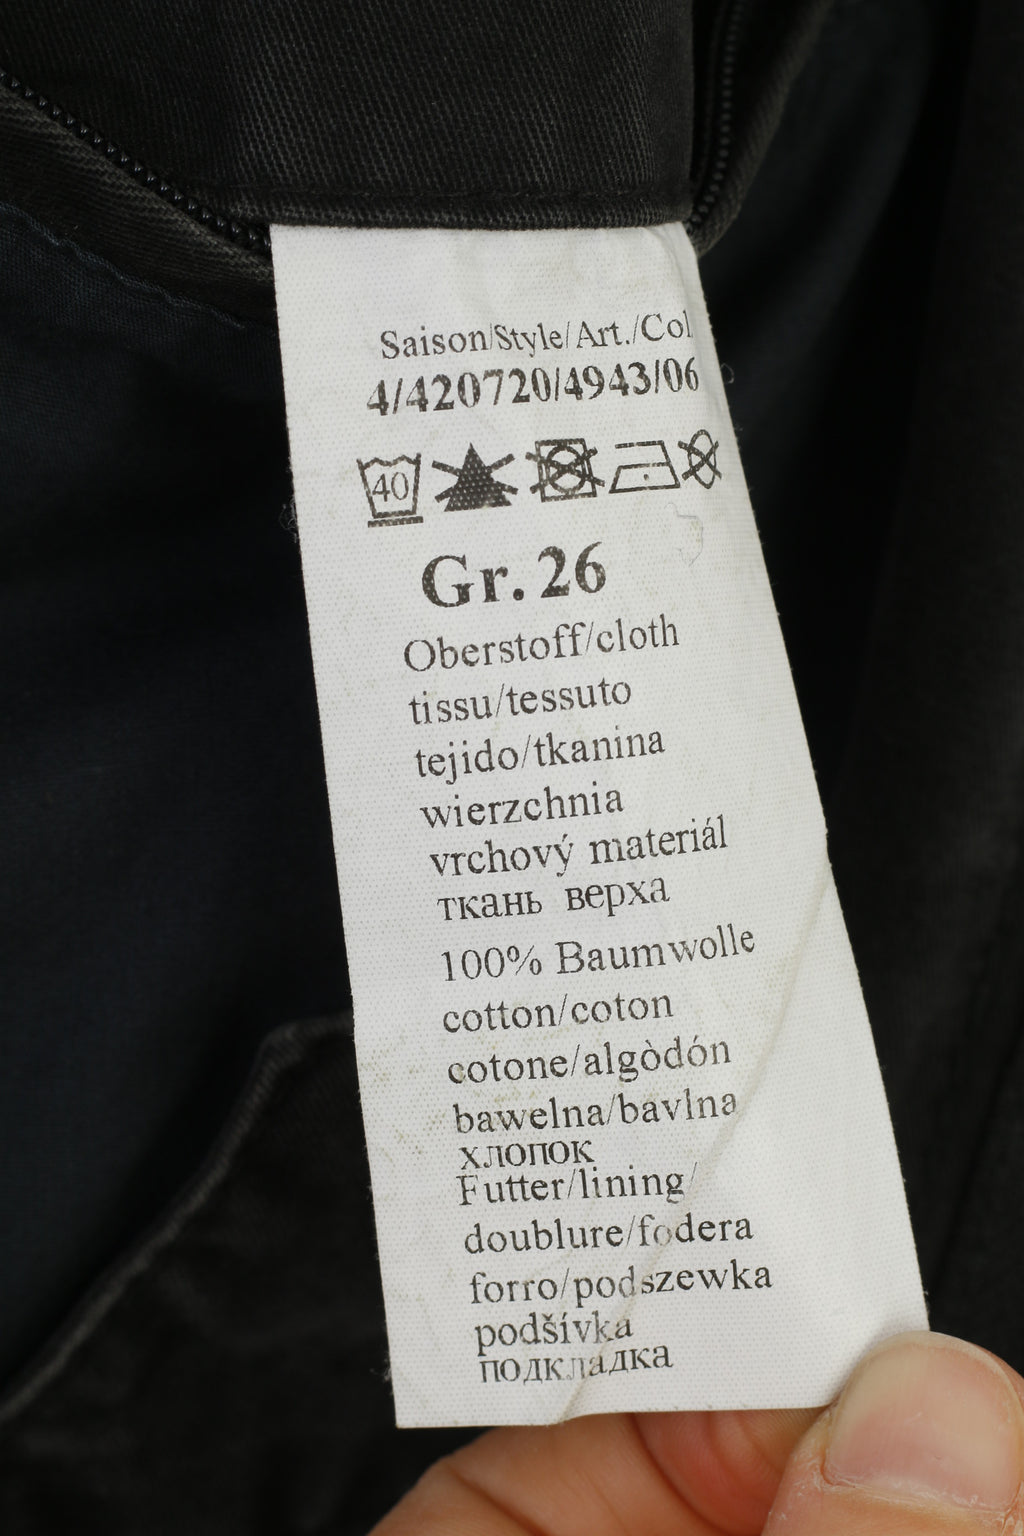 Saison/Style/Art./Col
4/420720/4943/06
40
Gr. 26
Oberstoff/cloth
tissu/tessuto
tejido/tkanina
wierzchnia
vrchový materiál
ткань верха
100% Baumwolle
cotton/coton
cotone/algòdón
bawelna/bavlna
хлопок
Futter/lining/
doublure/fodera
forro/podszewka
podšívka
подкладка